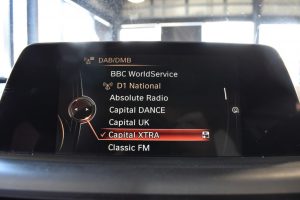 DAB/DMB
BBC WorldService
D1 National
Absolute Radio
Capital DANCE
Capital UK
✓ Capital XTRA
Classic FM